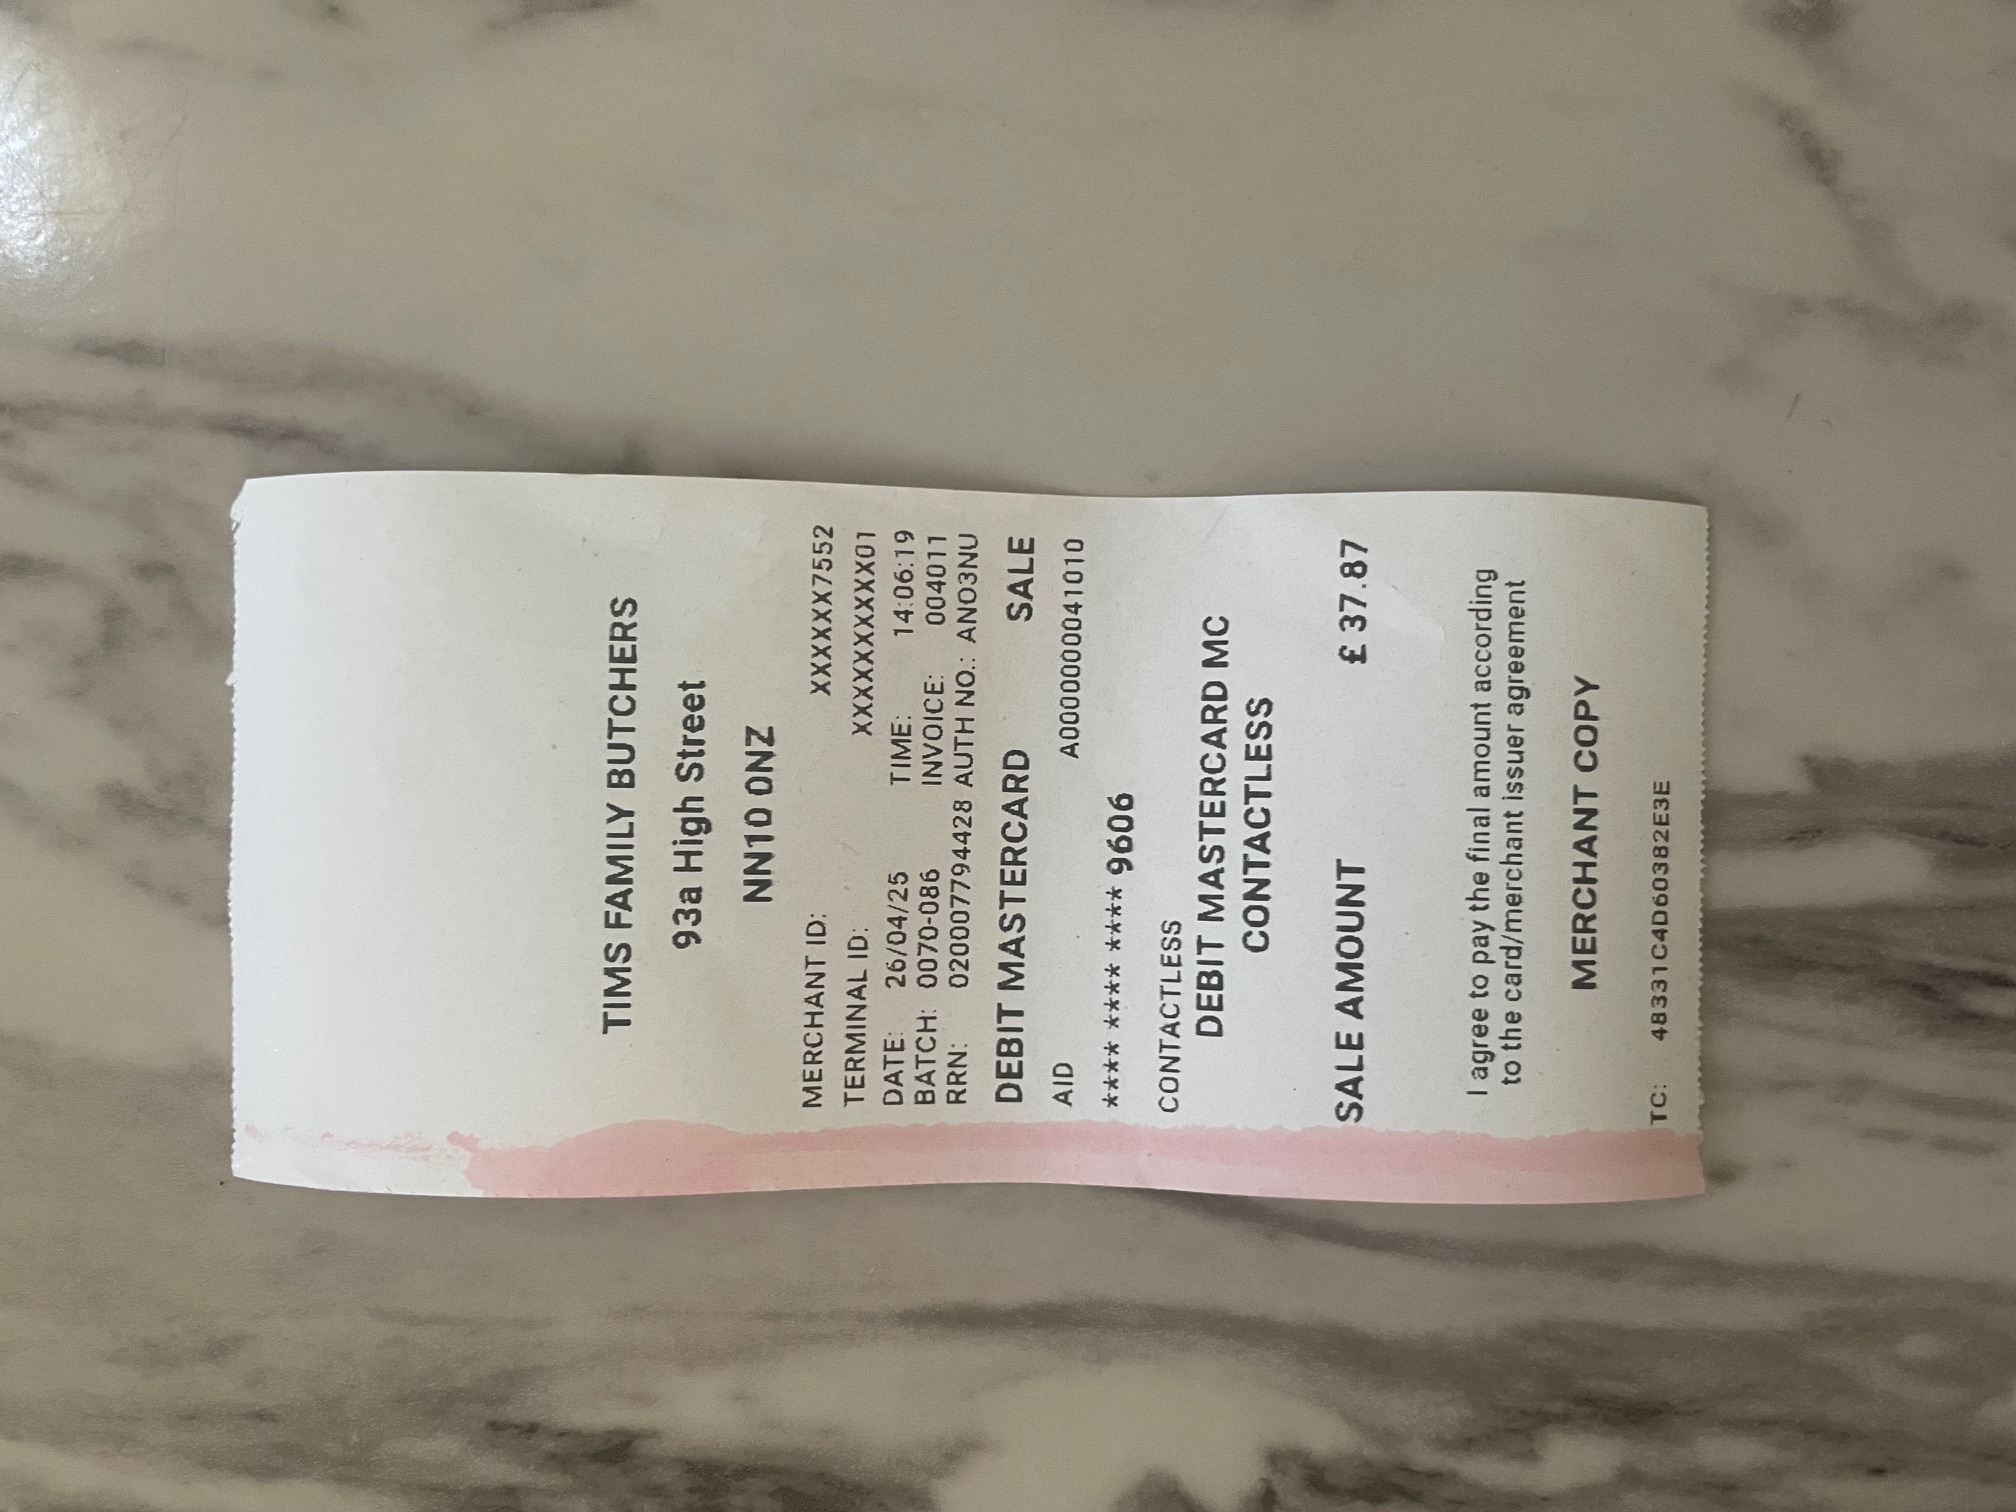 TIMS FAMILY BUTCHERS
93a High Street
NN10 0NZ
MERCHANT ID: XXXXXX7552
TERMINAL ID: XXXXXXXXXX01
DATE: 26/04/25 TIME: 14:06:19
BATCH: 0070-086 INVOICE: 004011
RRN: 020007794428 AUTH NO.: ANO3NU
DEBIT MASTERCARD SALE
AID A0000000041010
**** **** **** 9606
CONTACTLESS
DEBIT MASTERCARD MC
CONTACTLESS
SALE AMOUNT £ 37.87
I agree to pay the final amount according
to the card/merchant issuer agreement
MERCHANT COPY
TC: 48331C4D60382E3E